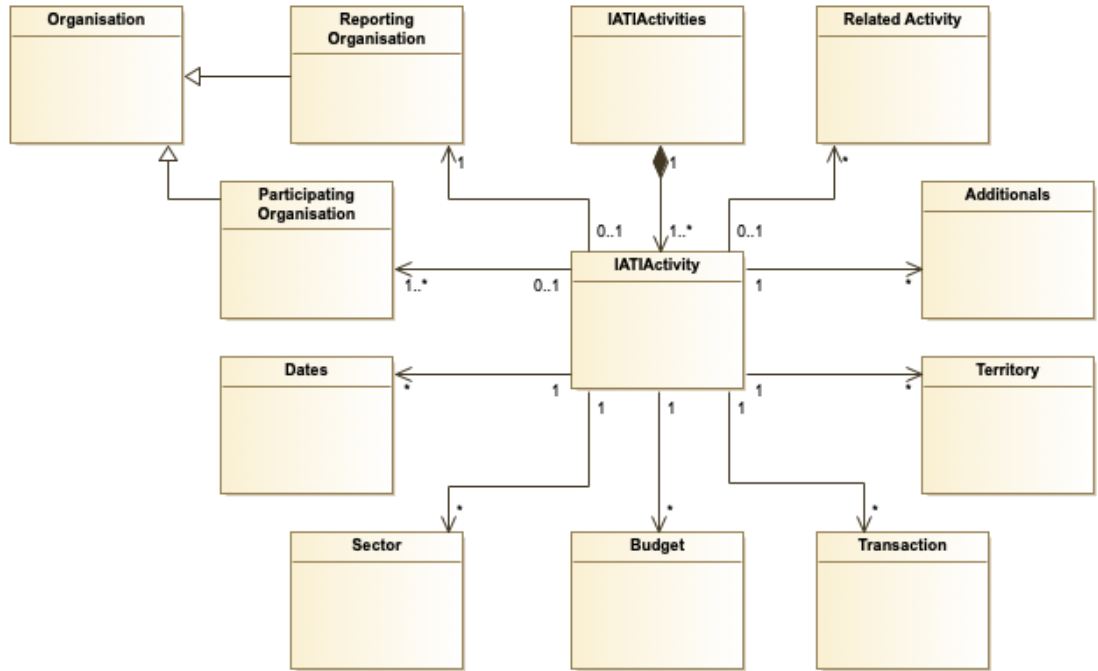 Organisation
Reporting
Organisation
IATIActivities
Related Activity
1
1
*
Participating
Organisation
Additionals
0..1
1..*
0..1
IATIActivity
1..*
0..1
1
*
Dates
Territory
*
1
1
*
1
1
1
*
*
*
Sector
Budget
Transaction